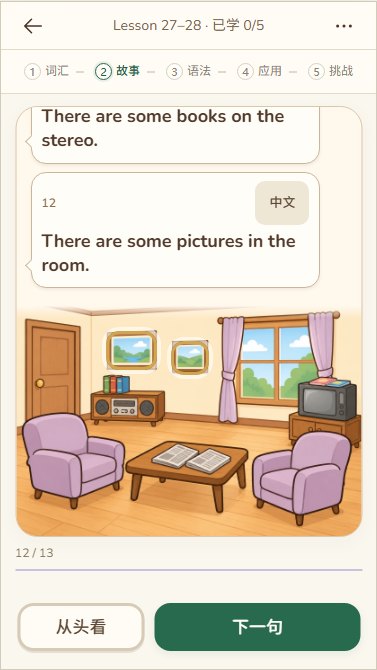 Lesson 27–28 · 已学 0/5
1 词汇 — 2 故事 — 3 语法 — 4 应用 — 5 挑战
There are some books on the
stereo.
12 中文
There are some pictures in the
room.
12 / 13
从头看 下一句